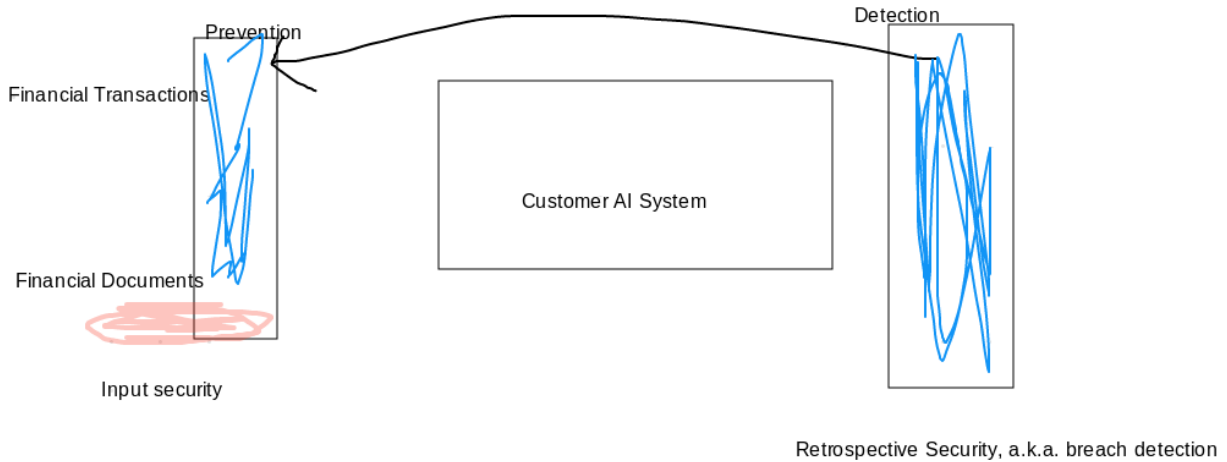 Detection
Prevention
Financial Transactions
Customer AI System
Financial Documents
Input security
Retrospective Security, a.k.a. breach detection